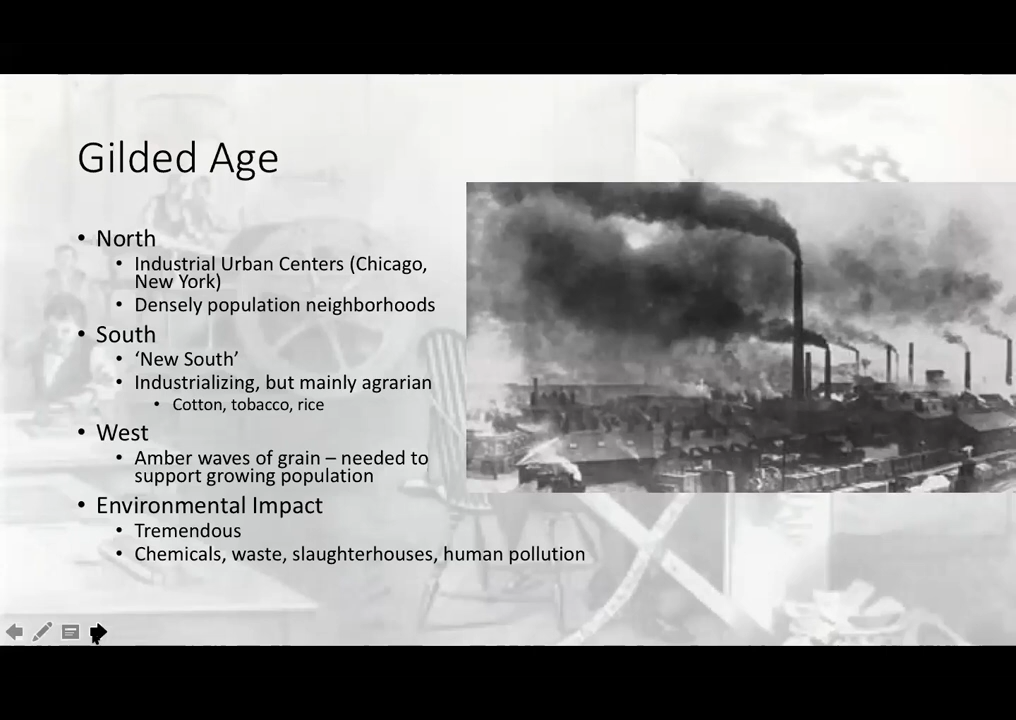 Gilded Age
• North
• Industrial Urban Centers (Chicago,
New York)
• Densely population neighborhoods
• South
• ‘New South’
• Industrializing, but mainly agrarian
• Cotton, tobacco, rice
• West
• Amber waves of grain – needed to
support growing population
• Environmental Impact
• Tremendous
• Chemicals, waste, slaughterhouses, human pollution